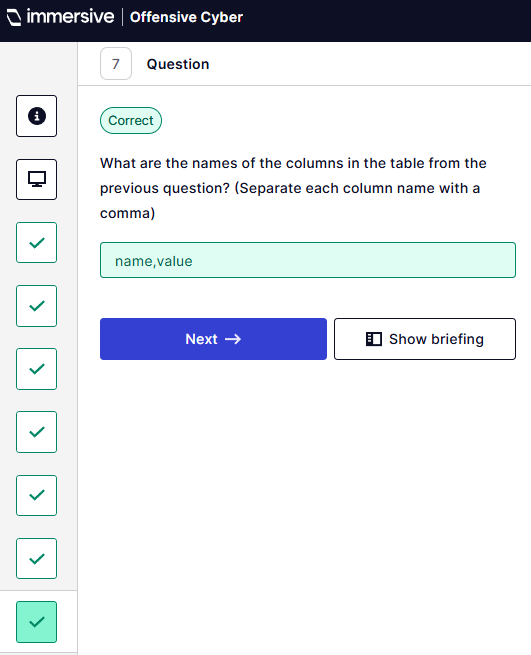 immersive | Offensive Cyber
7 Question
Correct
What are the names of the columns in the table from the
previous question? (Separate each column name with a
comma)
name,value
Next → Show briefing